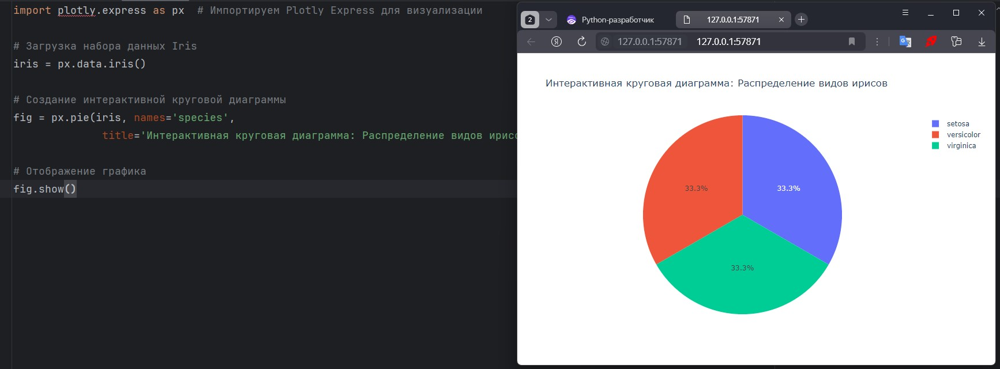 import plotly.express as px  # Импортируем Plotly Express для визуализации
# Загрузка набора данных Iris
iris = px.data.iris()
# Создание интерактивной круговой диаграммы
fig = px.pie(iris, names='species',
title='Интерактивная круговая диаграмма: Распределение видов ирис
# Отображение графика
fig.show()
2 Python-разработчик 127.0.0.1:57871
127.0.0.1:57871 127.0.0.1:57871
Интерактивная круговая диаграмма: Распределение видов ирисов
setosa
versicolor
virginica
33.3% 33.3%
33.3%